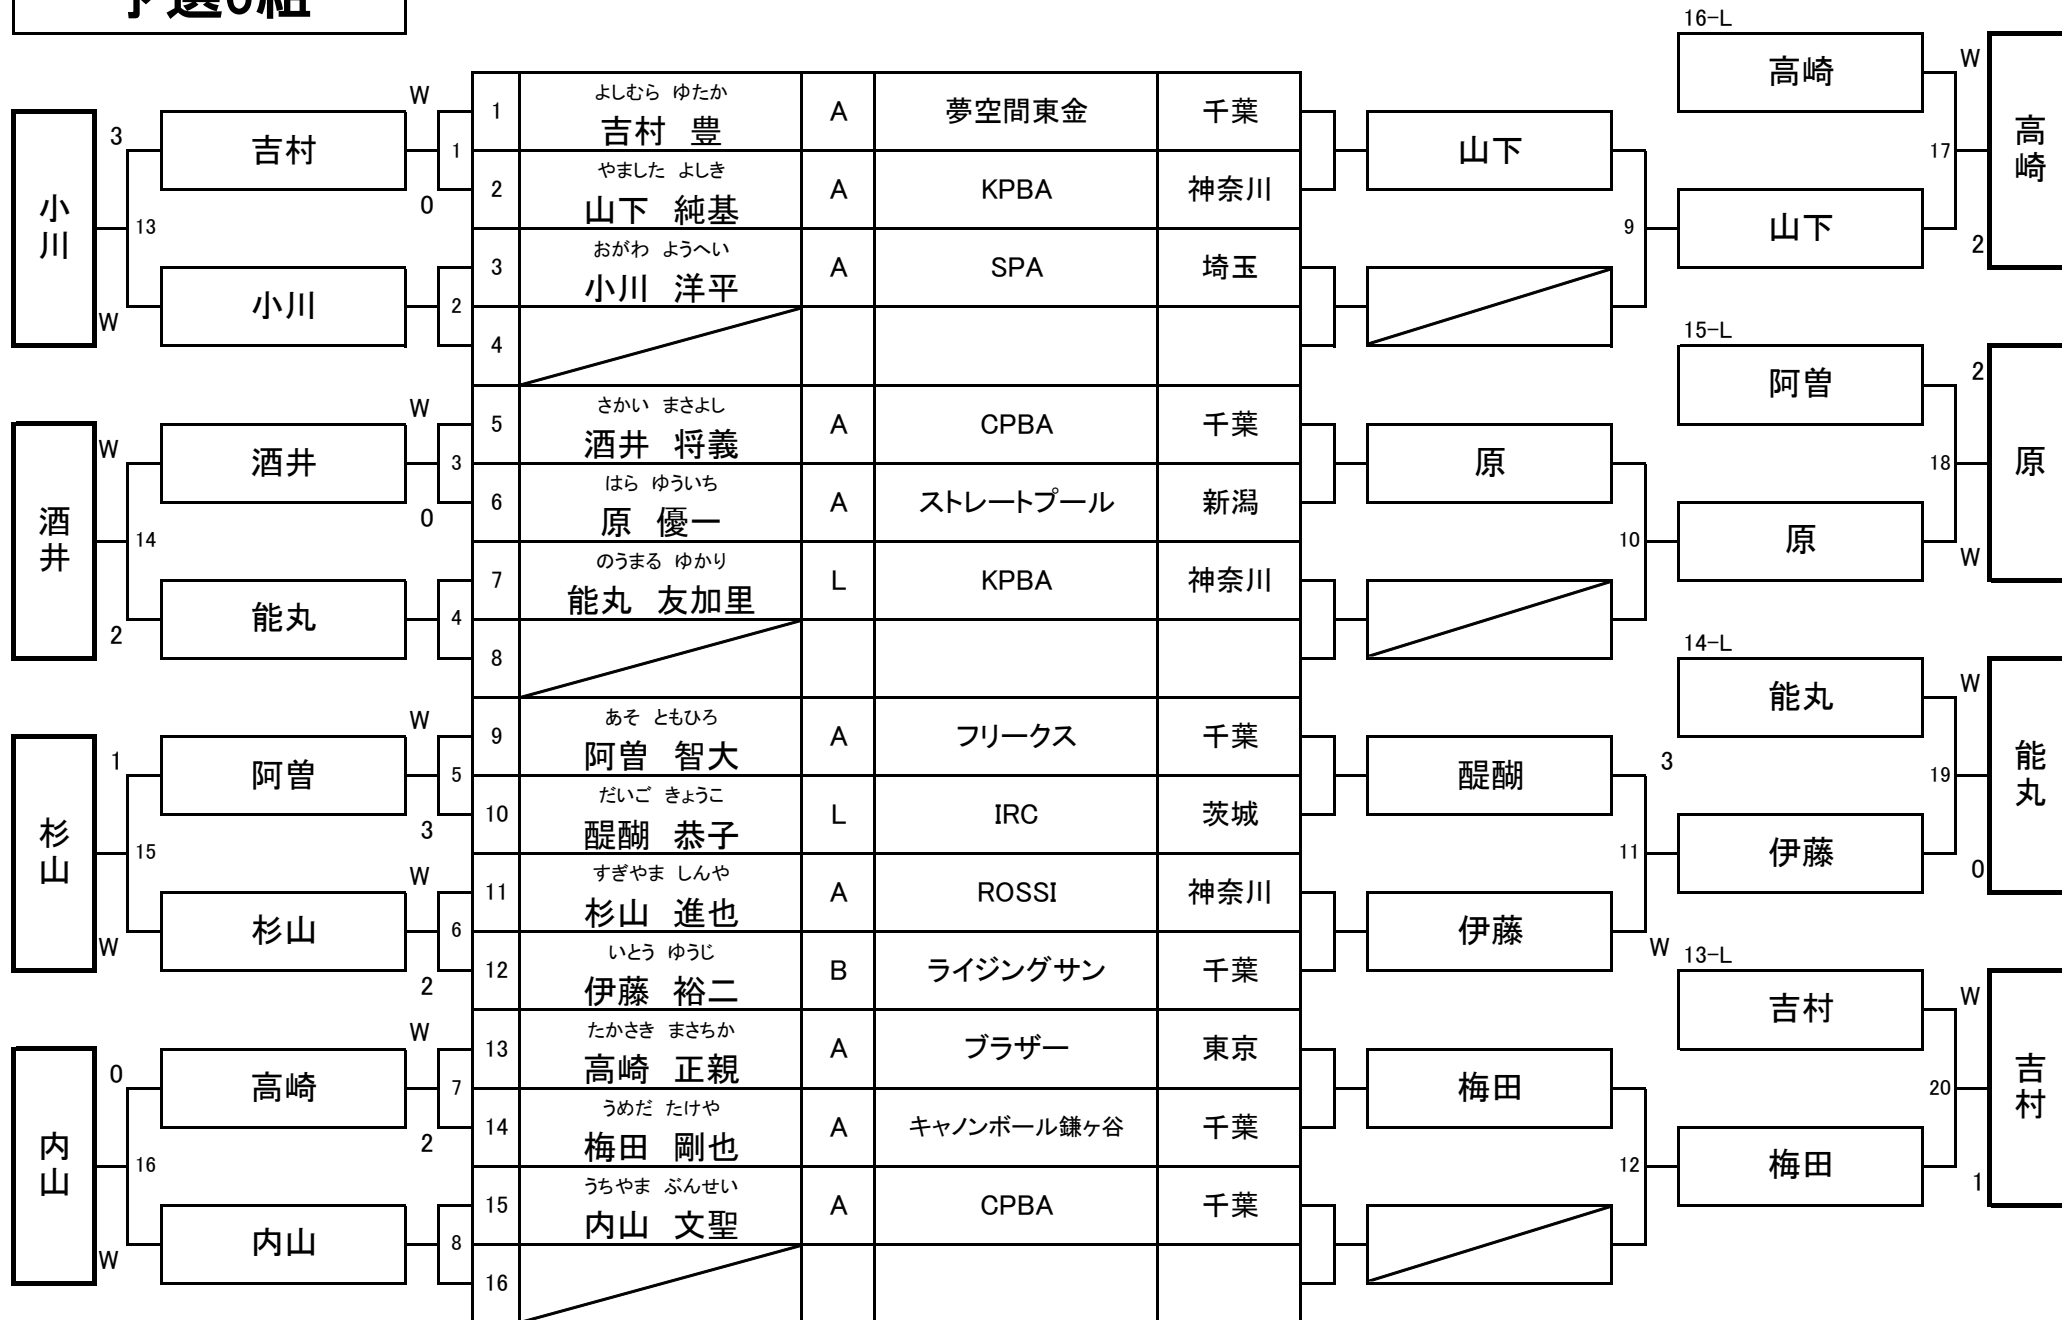 16-L
高崎
W
高崎
17
山下
2
W
吉村
3
小川
13
W
小川
0
1
2
1
よしむら ゆたか
吉村 豊
A
夢空間東金
千葉
2
やました よしき
山下 純基
A
KPBA
神奈川
3
おがわ ようへい
小川 洋平
A
SPA
埼玉
4
山下
9
15-L
阿曽
2
原
18
原
W
酒井
W
酒井
W
14
能丸
2
3
0
4
5
さかい まさよし
酒井 将義
A
CPBA
千葉
6
はら ゆういち
原 優一
A
ストレートプール
新潟
7
のうまる ゆかり
能丸 友加里
L
KPBA
神奈川
8
原
10
14-L
能丸
W
能丸
19
伊藤
0
杉山
1
阿曽
W
15
杉山
W
5
3
W
6
2
9
あそ ともひろ
阿曽 智大
A
フリークス
千葉
10
だいご きょうこ
醍醐 恭子
L
IRC
茨城
11
すぎやま しんや
杉山 進也
A
ROSSI
神奈川
12
いとう ゆうじ
伊藤 裕二
B
ライジングサン
千葉
醍醐
3
11
伊藤
W
13-L
吉村
W
吉村
20
梅田
1
内山
0
高崎
W
16
内山
W
7
2
8
13
たかさき まさちか
高崎 正親
A
ブラザー
東京
14
うめだ たけや
梅田 剛也
A
キャノンボール鎌ヶ谷
千葉
15
うちやま ぶんせい
内山 文聖
A
CPBA
千葉
16
梅田
12